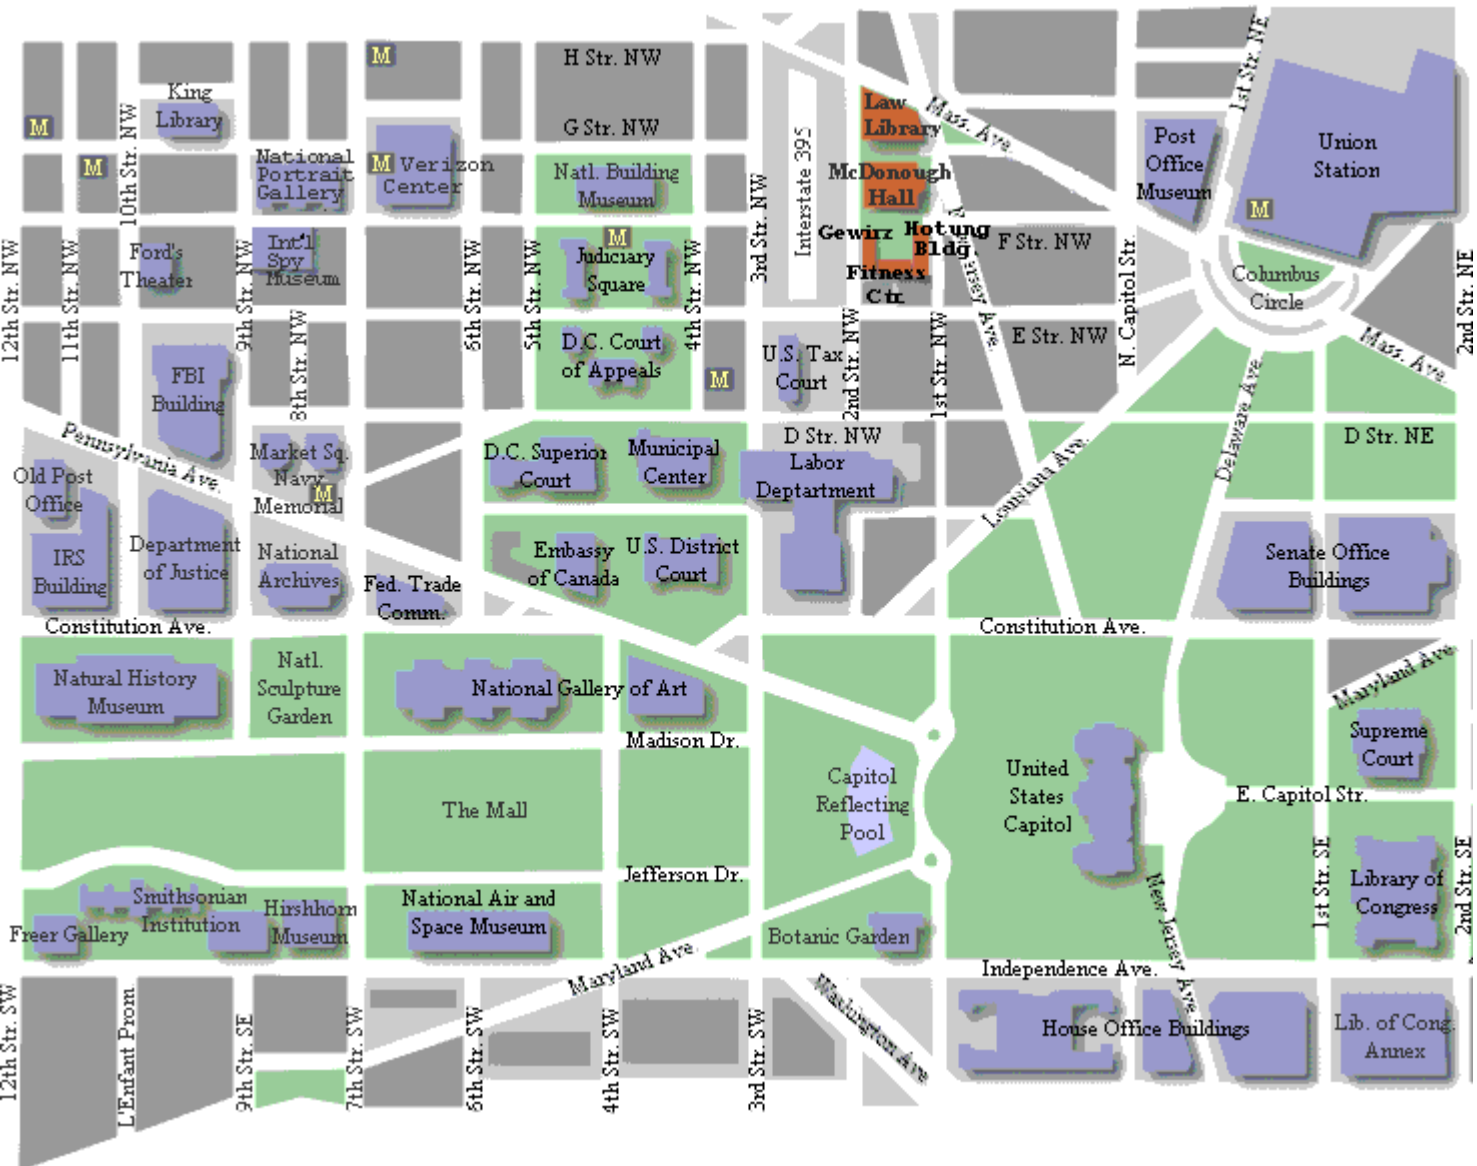 H Str. NW
1st Str. NE
M
King
Library
Law
Library
Mass. Ave.
M
10th Str. NW
G Str. NW
Post
Office
Museum
Union
Station
M
National
Portrait
Gallery
M Verizon
Center
Natl. Building
Museum
3rd Str. NW
Interstate 395
McDonough
Hall
M
Ford's
Theater
Int'l
Spy
Museum
M
Judiciary
Square
Gewirz
Hotung
Bldg
Fitness
Ctr
F Str. NW
Columbus
Circle
12th Str. NW
11th Str. NW
9th Str. NW
8th Str. NW
6th Str. NW
5th Str. NW
4th Str. NW
2nd Str. NW
1st Str. NW
Jersey Ave.
N. Capitol Str.
2nd Str. NE
FBI
Building
D.C. Court
of Appeals
M
U.S. Tax
Court
E Str. NW
Mass. Ave.
Delaware Ave.
Pennsylvania Ave.
Old Post
Office
Market Sq.
Navy
Memorial
M
D.C. Superior
Court
Municipal
Center
D Str. NW
Labor
Deptartment
Louisiana Ave.
D Str. NE
IRS
Building
Department
of Justice
National
Archives
Fed. Trade
Comm.
Embassy
of Canada
U.S. District
Court
Senate Office
Buildings
Constitution Ave.
Constitution Ave.
Maryland Ave
Natural History
Museum
Natl.
Sculpture
Garden
National Gallery of Art
Madison Dr.
Supreme
Court
The Mall
Capitol
Reflecting
Pool
United
States
Capitol
E. Capitol Str.
Jefferson Dr.
Freer Gallery
Smithsonian
Institution
Hirshhorn
Museum
National Air and
Space Museum
Botanic Garden
New Jersey Ave.
1st Str. SE
Library of
Congress
2nd Str. SE
Maryland Ave.
Independence Ave.
12th Str. SW
L'Enfant Prom
9th Str. SE
7th Str. SW
6th Str. SW
4th Str. SW
3rd Str. SW
Washington Ave
House Office Buildings
Lib. of Cong.
Annex